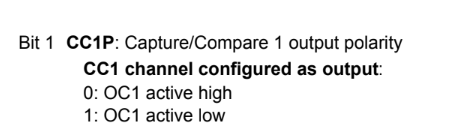 Bit 1 CC1P: Capture/Compare 1 output polarity
CC1 channel configured as output:
0: OC1 active high
1: OC1 active low